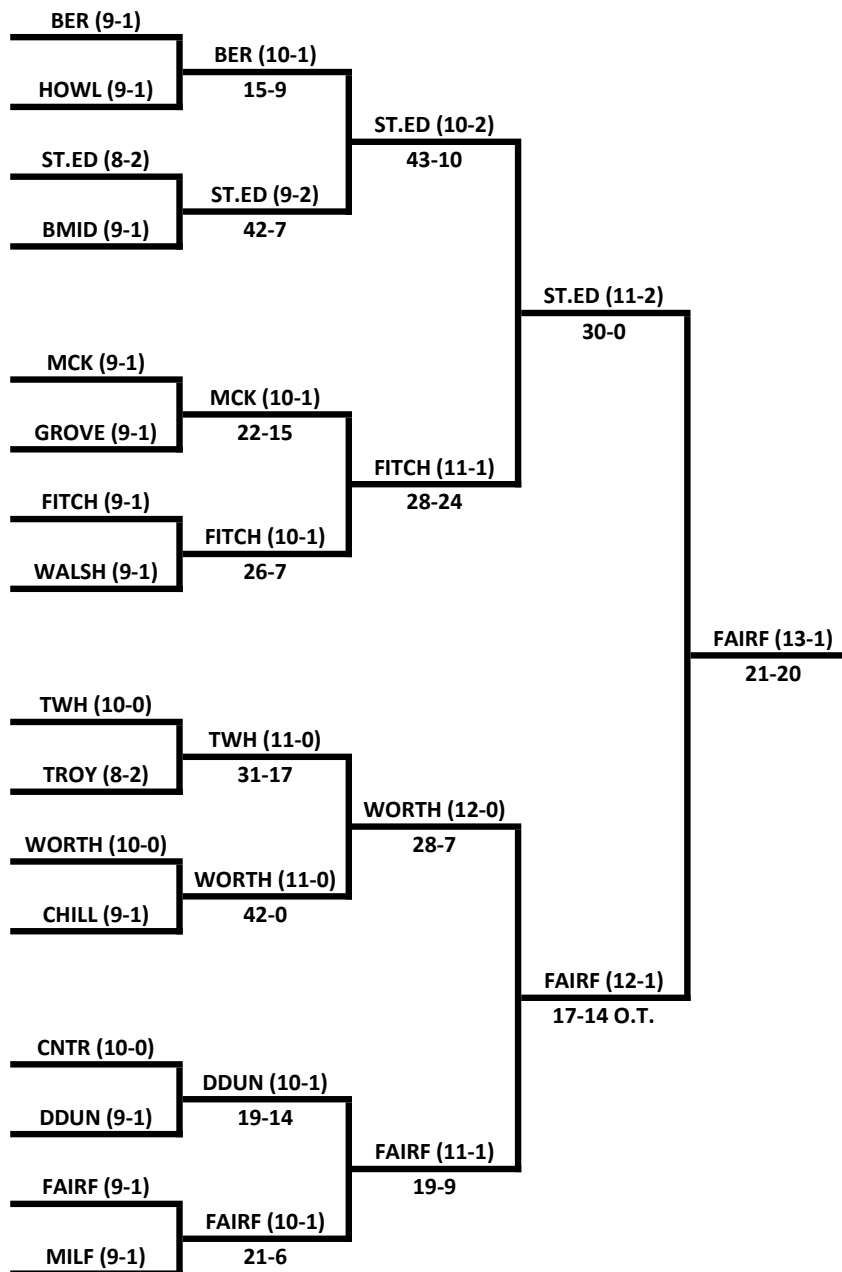 BER (9-1)
BER (10-1)
HOWL (9-1)
15-9
ST.ED (10-2)
ST.ED (8-2)
43-10
ST.ED (9-2)
BMID (9-1)
42-7
ST.ED (11-2)
30-0
MCK (9-1)
MCK (10-1)
GROVE (9-1)
22-15
FITCH (11-1)
FITCH (9-1)
28-24
FITCH (10-1)
WALSH (9-1)
26-7
FAIRF (13-1)
21-20
TWH (10-0)
TWH (11-0)
TROY (8-2)
31-17
WORTH (12-0)
WORTH (10-0)
28-7
WORTH (11-0)
CHILL (9-1)
42-0
FAIRF (12-1)
17-14 O.T.
CNTR (10-0)
DDUN (10-1)
DDUN (9-1)
19-14
FAIRF (11-1)
FAIRF (9-1)
19-9
FAIRF (10-1)
MILF (9-1)
21-6